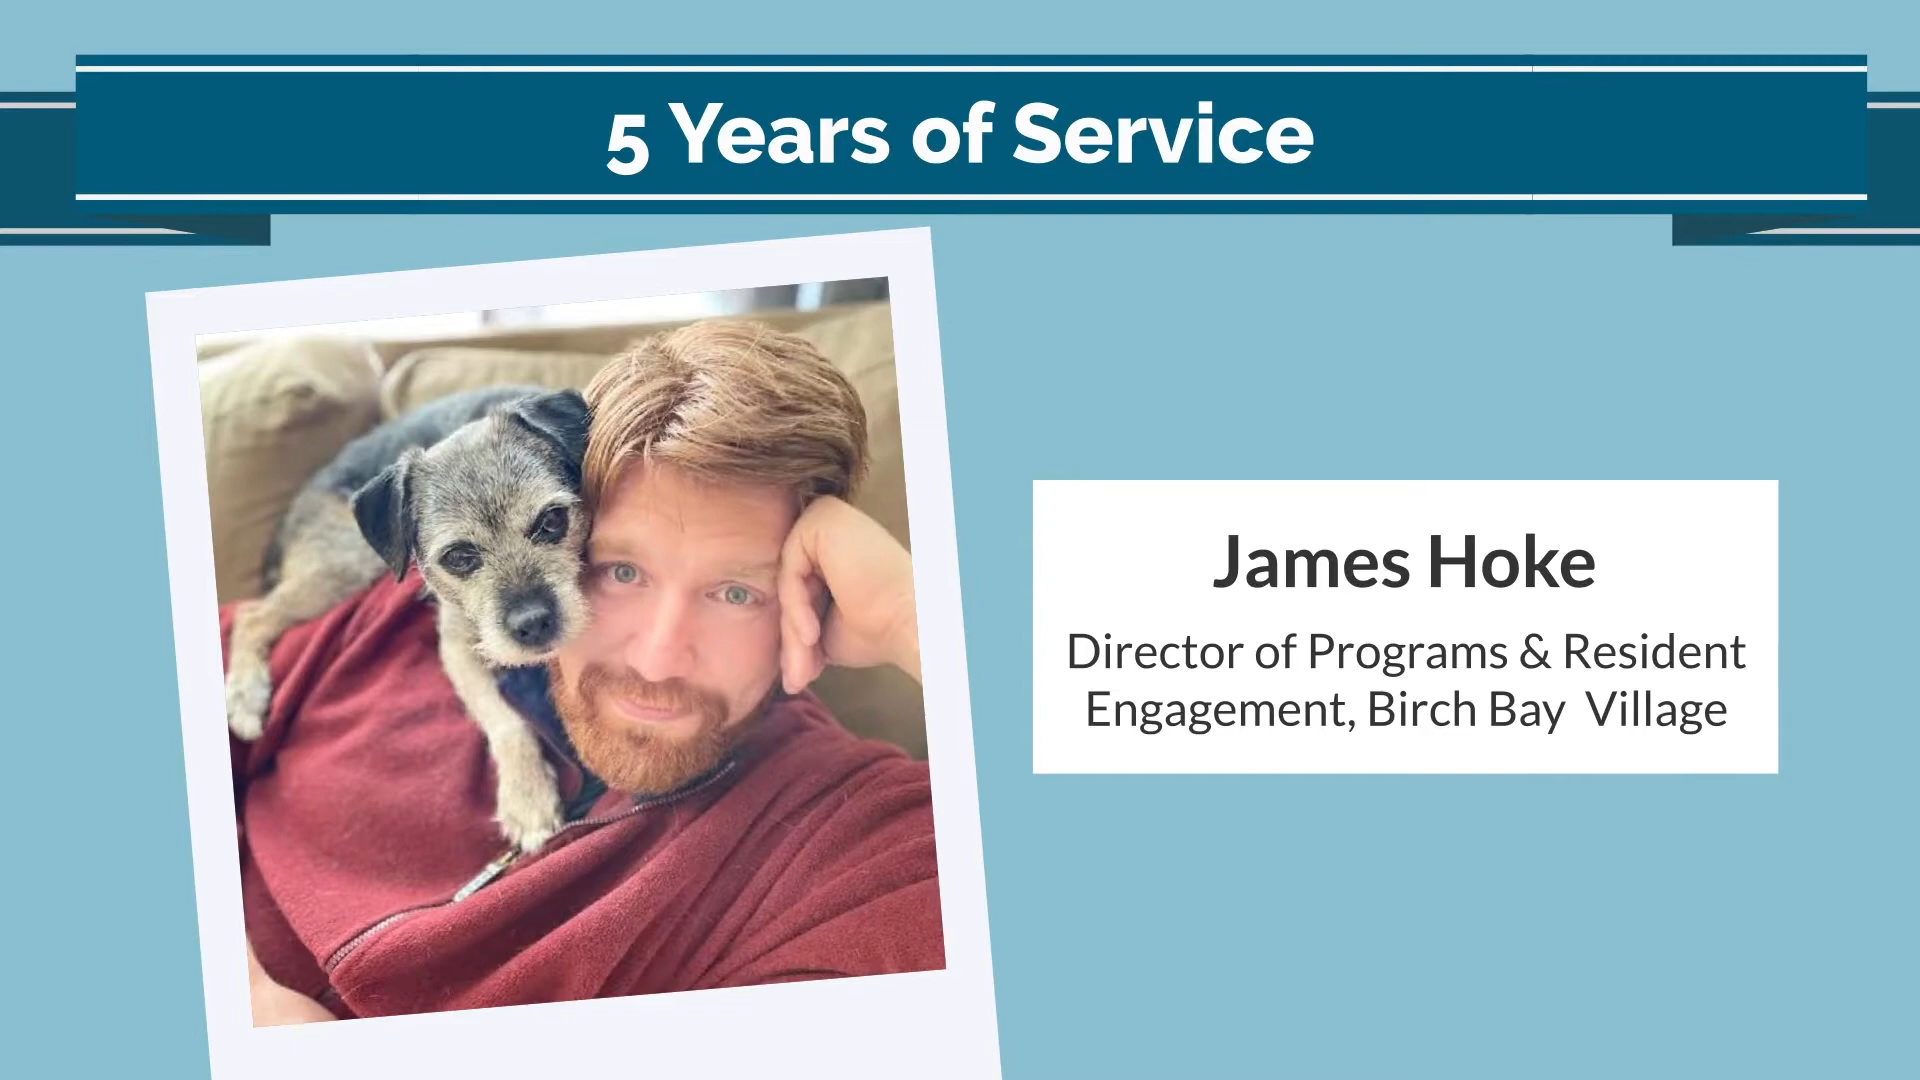 5 Years of Service
James Hoke
Director of Programs & Resident
Engagement, Birch Bay  Village